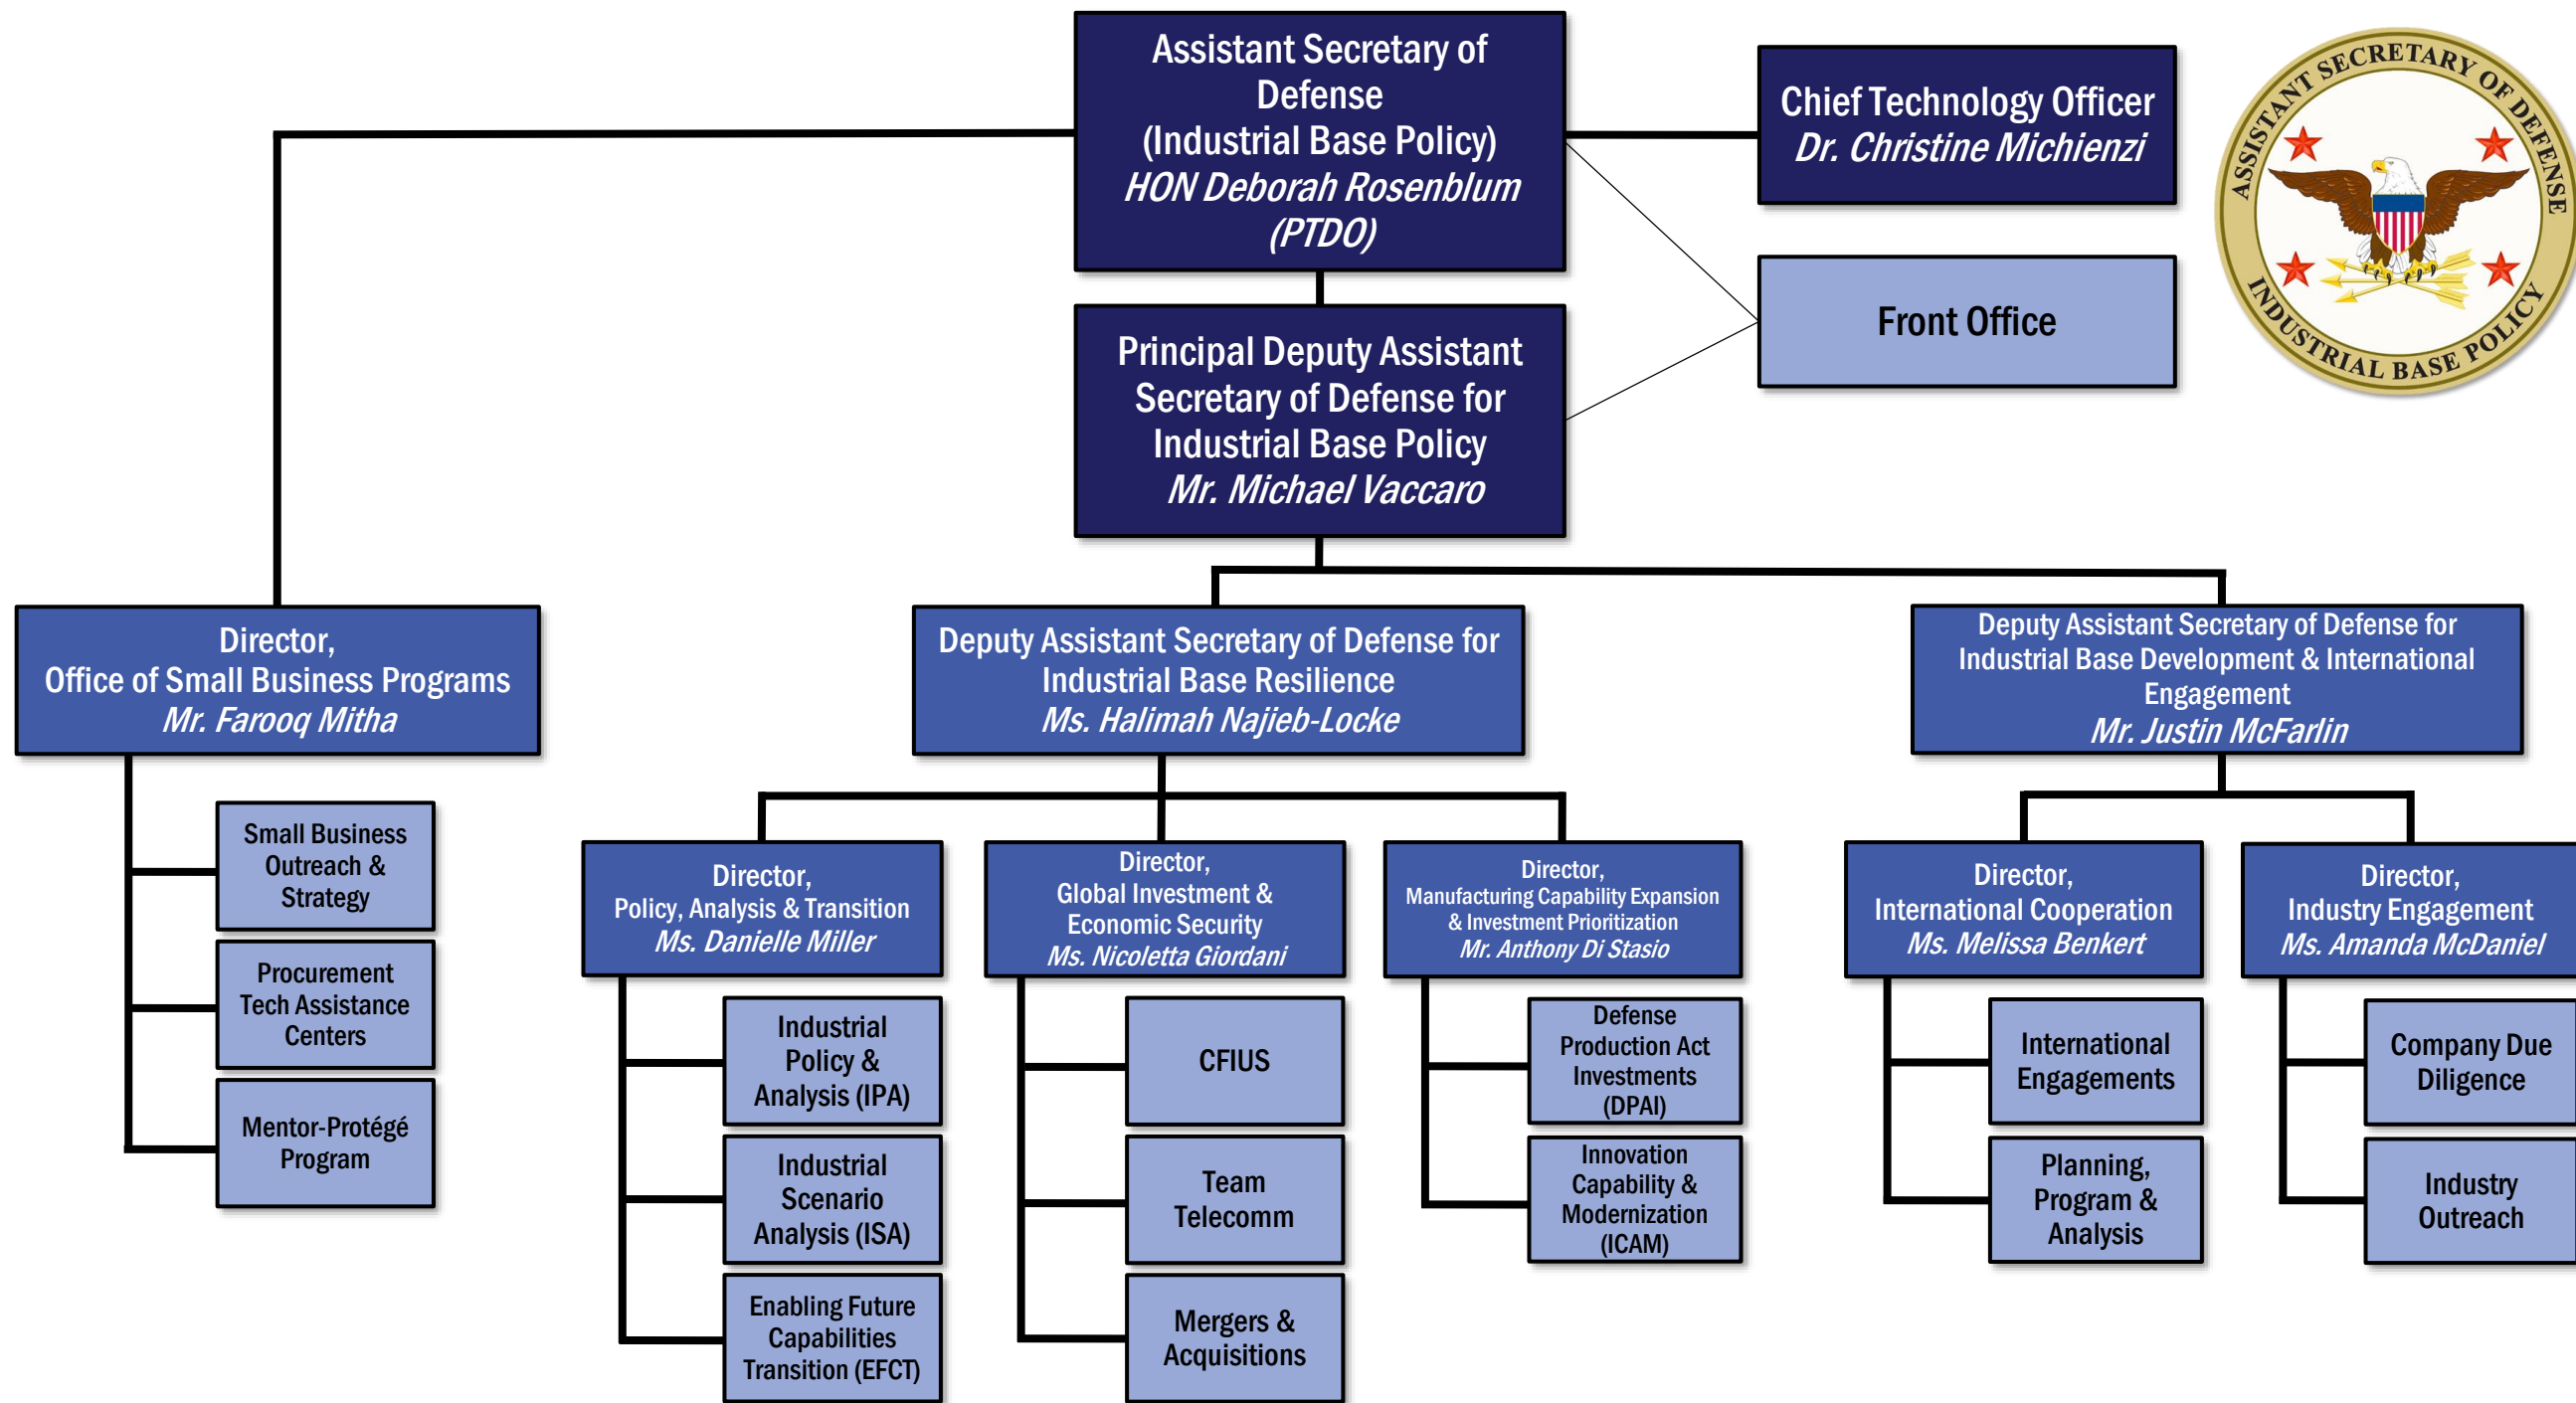 Assistant Secretary of
Defense
(Industrial Base Policy)
HON Deborah Rosenblum
(PTDO)
Chief Technology Officer
Dr. Christine Michienzi
ASSISTANT SECRETARY OF DEFENSE
INDUSTRIAL BASE POLICY
Front Office
Principal Deputy Assistant
Secretary of Defense for
Industrial Base Policy
Mr. Michael Vaccaro
Director,
Office of Small Business Programs
Mr. Farooq Mitha
Deputy Assistant Secretary of Defense for
Industrial Base Resilience
Ms. Halimah Najieb-Locke
Deputy Assistant Secretary of Defense for
Industrial Base Development & International
Engagement
Mr. Justin McFarlin
Small Business
Outreach &
Strategy
Procurement
Tech Assistance
Centers
Mentor-Protégé
Program
Director,
Policy, Analysis & Transition
Ms. Danielle Miller
Industrial
Policy &
Analysis (IPA)
Industrial
Scenario
Analysis (ISA)
Enabling Future
Capabilities
Transition (EFCT)
Director,
Global Investment &
Economic Security
Ms. Nicoletta Giordani
CFIUS
Team
Telecomm
Mergers &
Acquisitions
Director,
Manufacturing Capability Expansion
& Investment Prioritization
Mr. Anthony Di Stasio
Defense
Production Act
Investments
(DPAI)
Innovation
Capability &
Modernization
(ICAM)
Director,
International Cooperation
Ms. Melissa Benkert
International
Engagements
Planning,
Program &
Analysis
Director,
Industry Engagement
Ms. Amanda McDaniel
Company Due
Diligence
Industry
Outreach